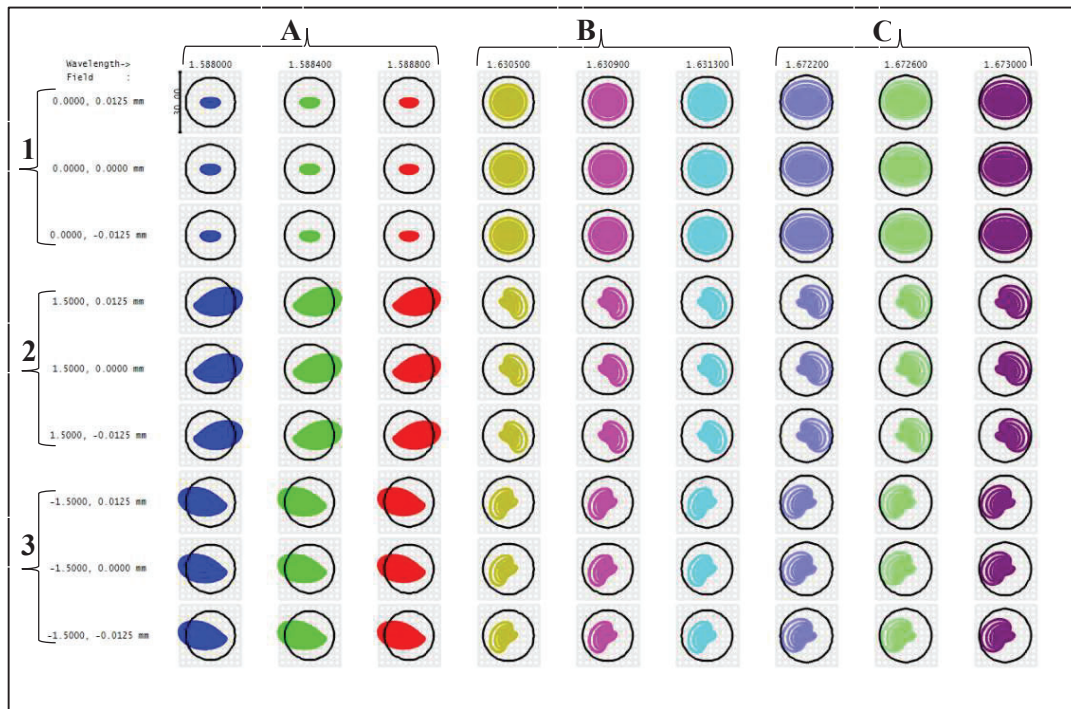 A B C
Wavelength-> 1.588000 1.588400 1.588800 1.630500 1.630900 1.631300 1.672200 1.672600 1.673000
Field :
0.0000, 0.0125 mm
30.00
1
0.0000, 0.0000 mm
0.0000, -0.0125 mm
1.5000, 0.0125 mm
2
1.5000, 0.0000 mm
1.5000, -0.0125 mm
-1.5000, 0.0125 mm
3
-1.5000, 0.0000 mm
-1.5000, -0.0125 mm